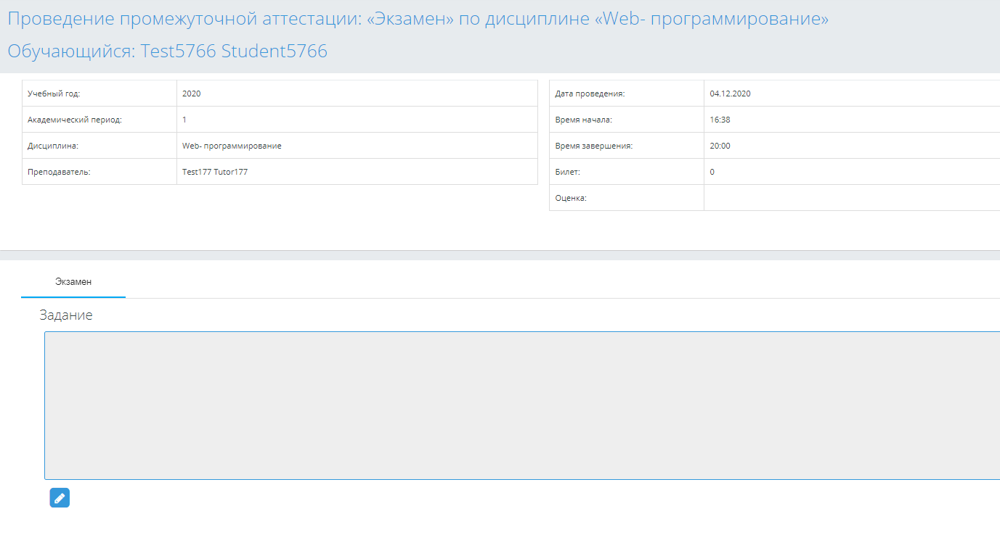 Проведение промежуточной аттестации: «Экзамен» по дисциплине «Web- программирование»
Обучающийся: Test5766 Student5766
Учебный год: 2020
Академический период: 1
Дисциплина: Web- программирование
Преподаватель: Test177 Tutor177
Дата проведения: 04.12.2020
Время начала: 16:38
Время завершения: 20:00
Билет: 0
Оценка:
Экзамен
Задание